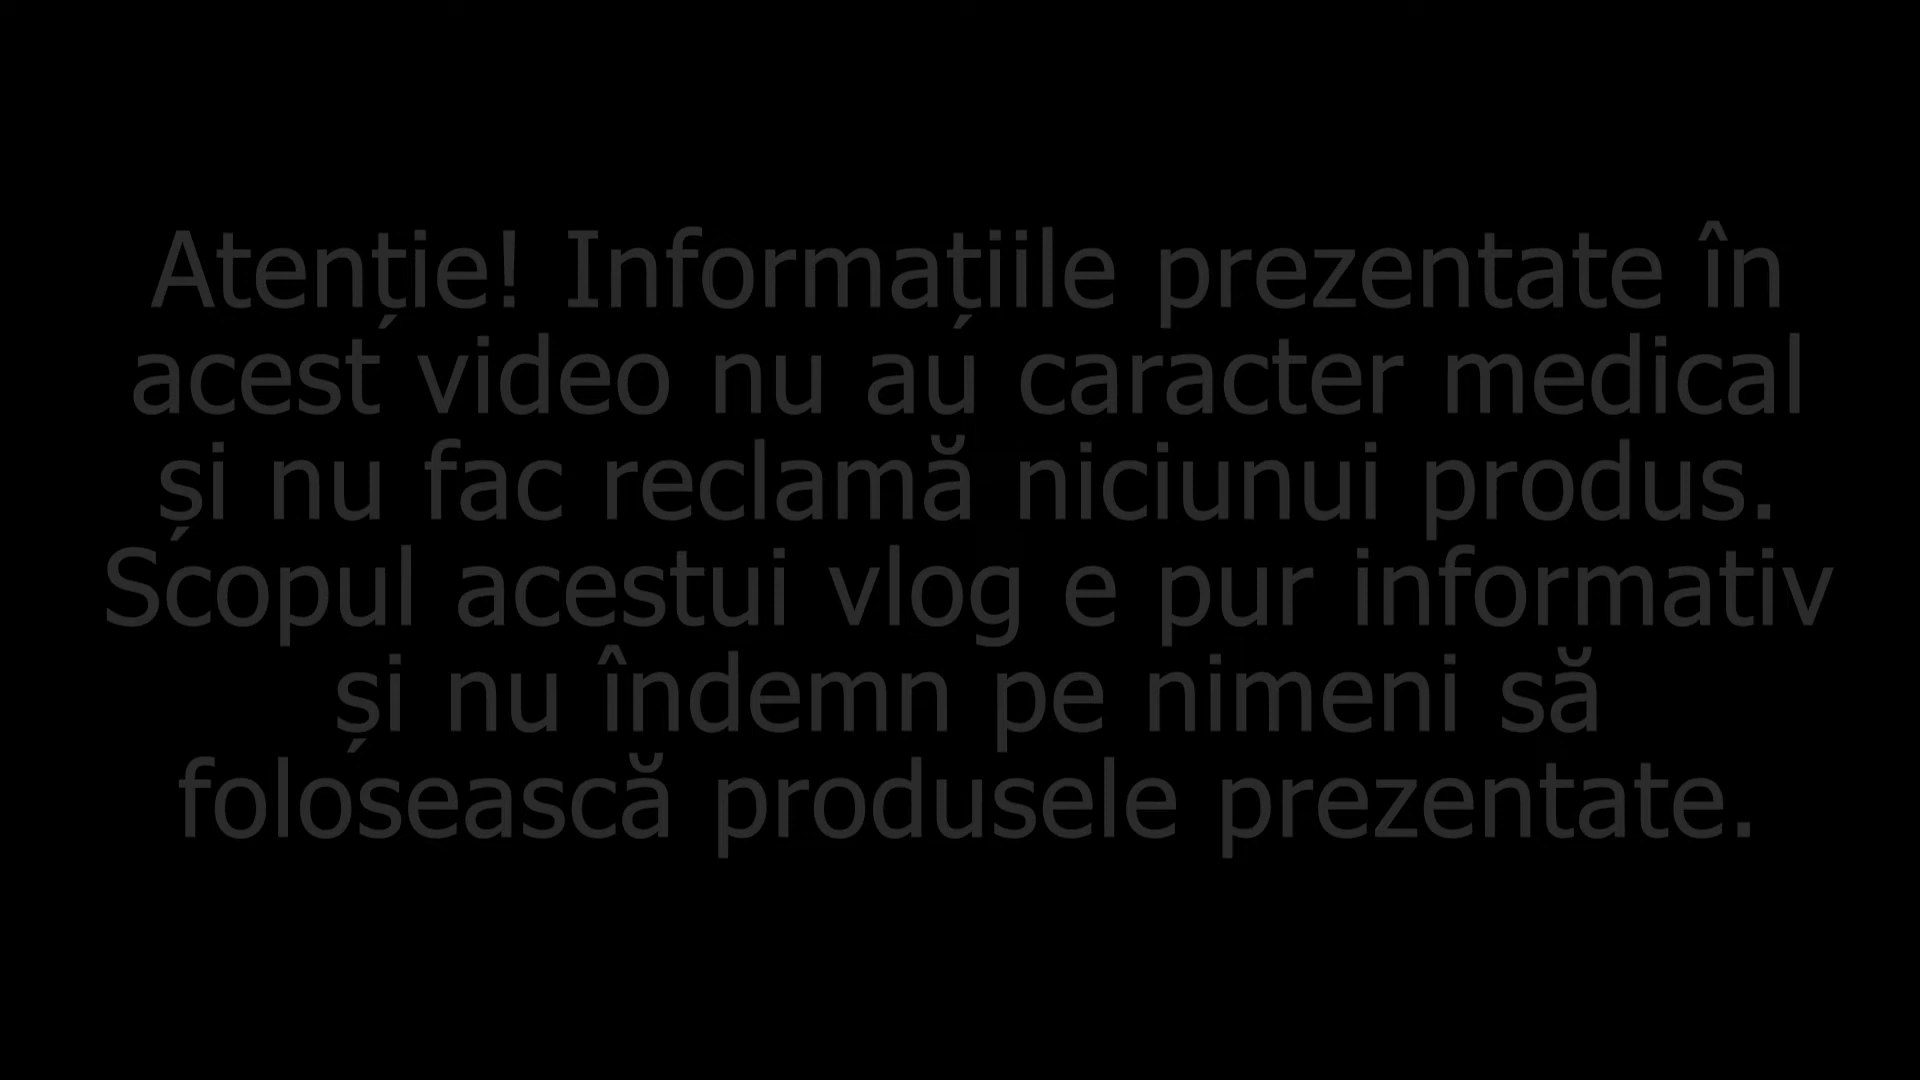 Atenție! Informațiile prezentate în
acest video nu au caracter medical
și nu fac reclamă niciunui produs.
Scopul acestui vlog e pur informativ
și nu îndemn pe nimeni să
folosească produsele prezentate.